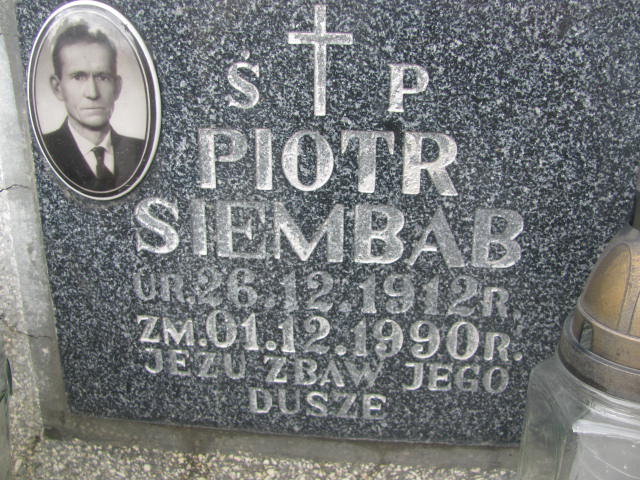 Ś P
PIOTR
SIEMBAB
UR. 26.12.1912R.
ZM. 01.12.1990R.
JEZU ZBAW JEGO
DUSZE